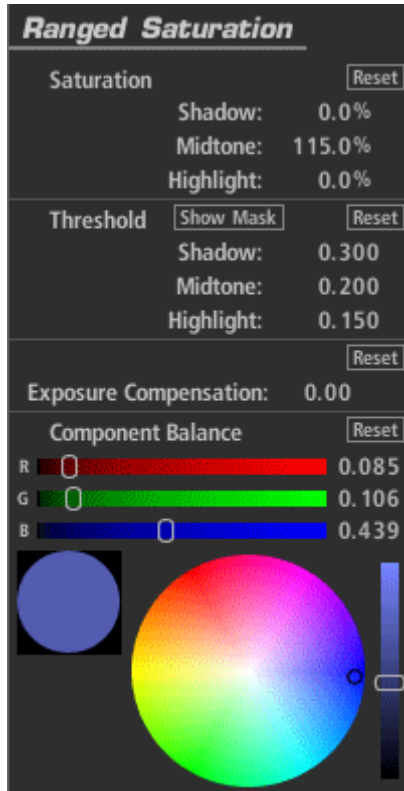 Ranged Saturation
Saturation Reset
Shadow: 0.0%
Midtone: 115.0%
Highlight: 0.0%
Threshold Show Mask Reset
Shadow: 0.300
Midtone: 0.200
Highlight: 0.150
Reset
Exposure Compensation: 0.00
Component Balance Reset
R 0.085
G 0.106
B 0.439